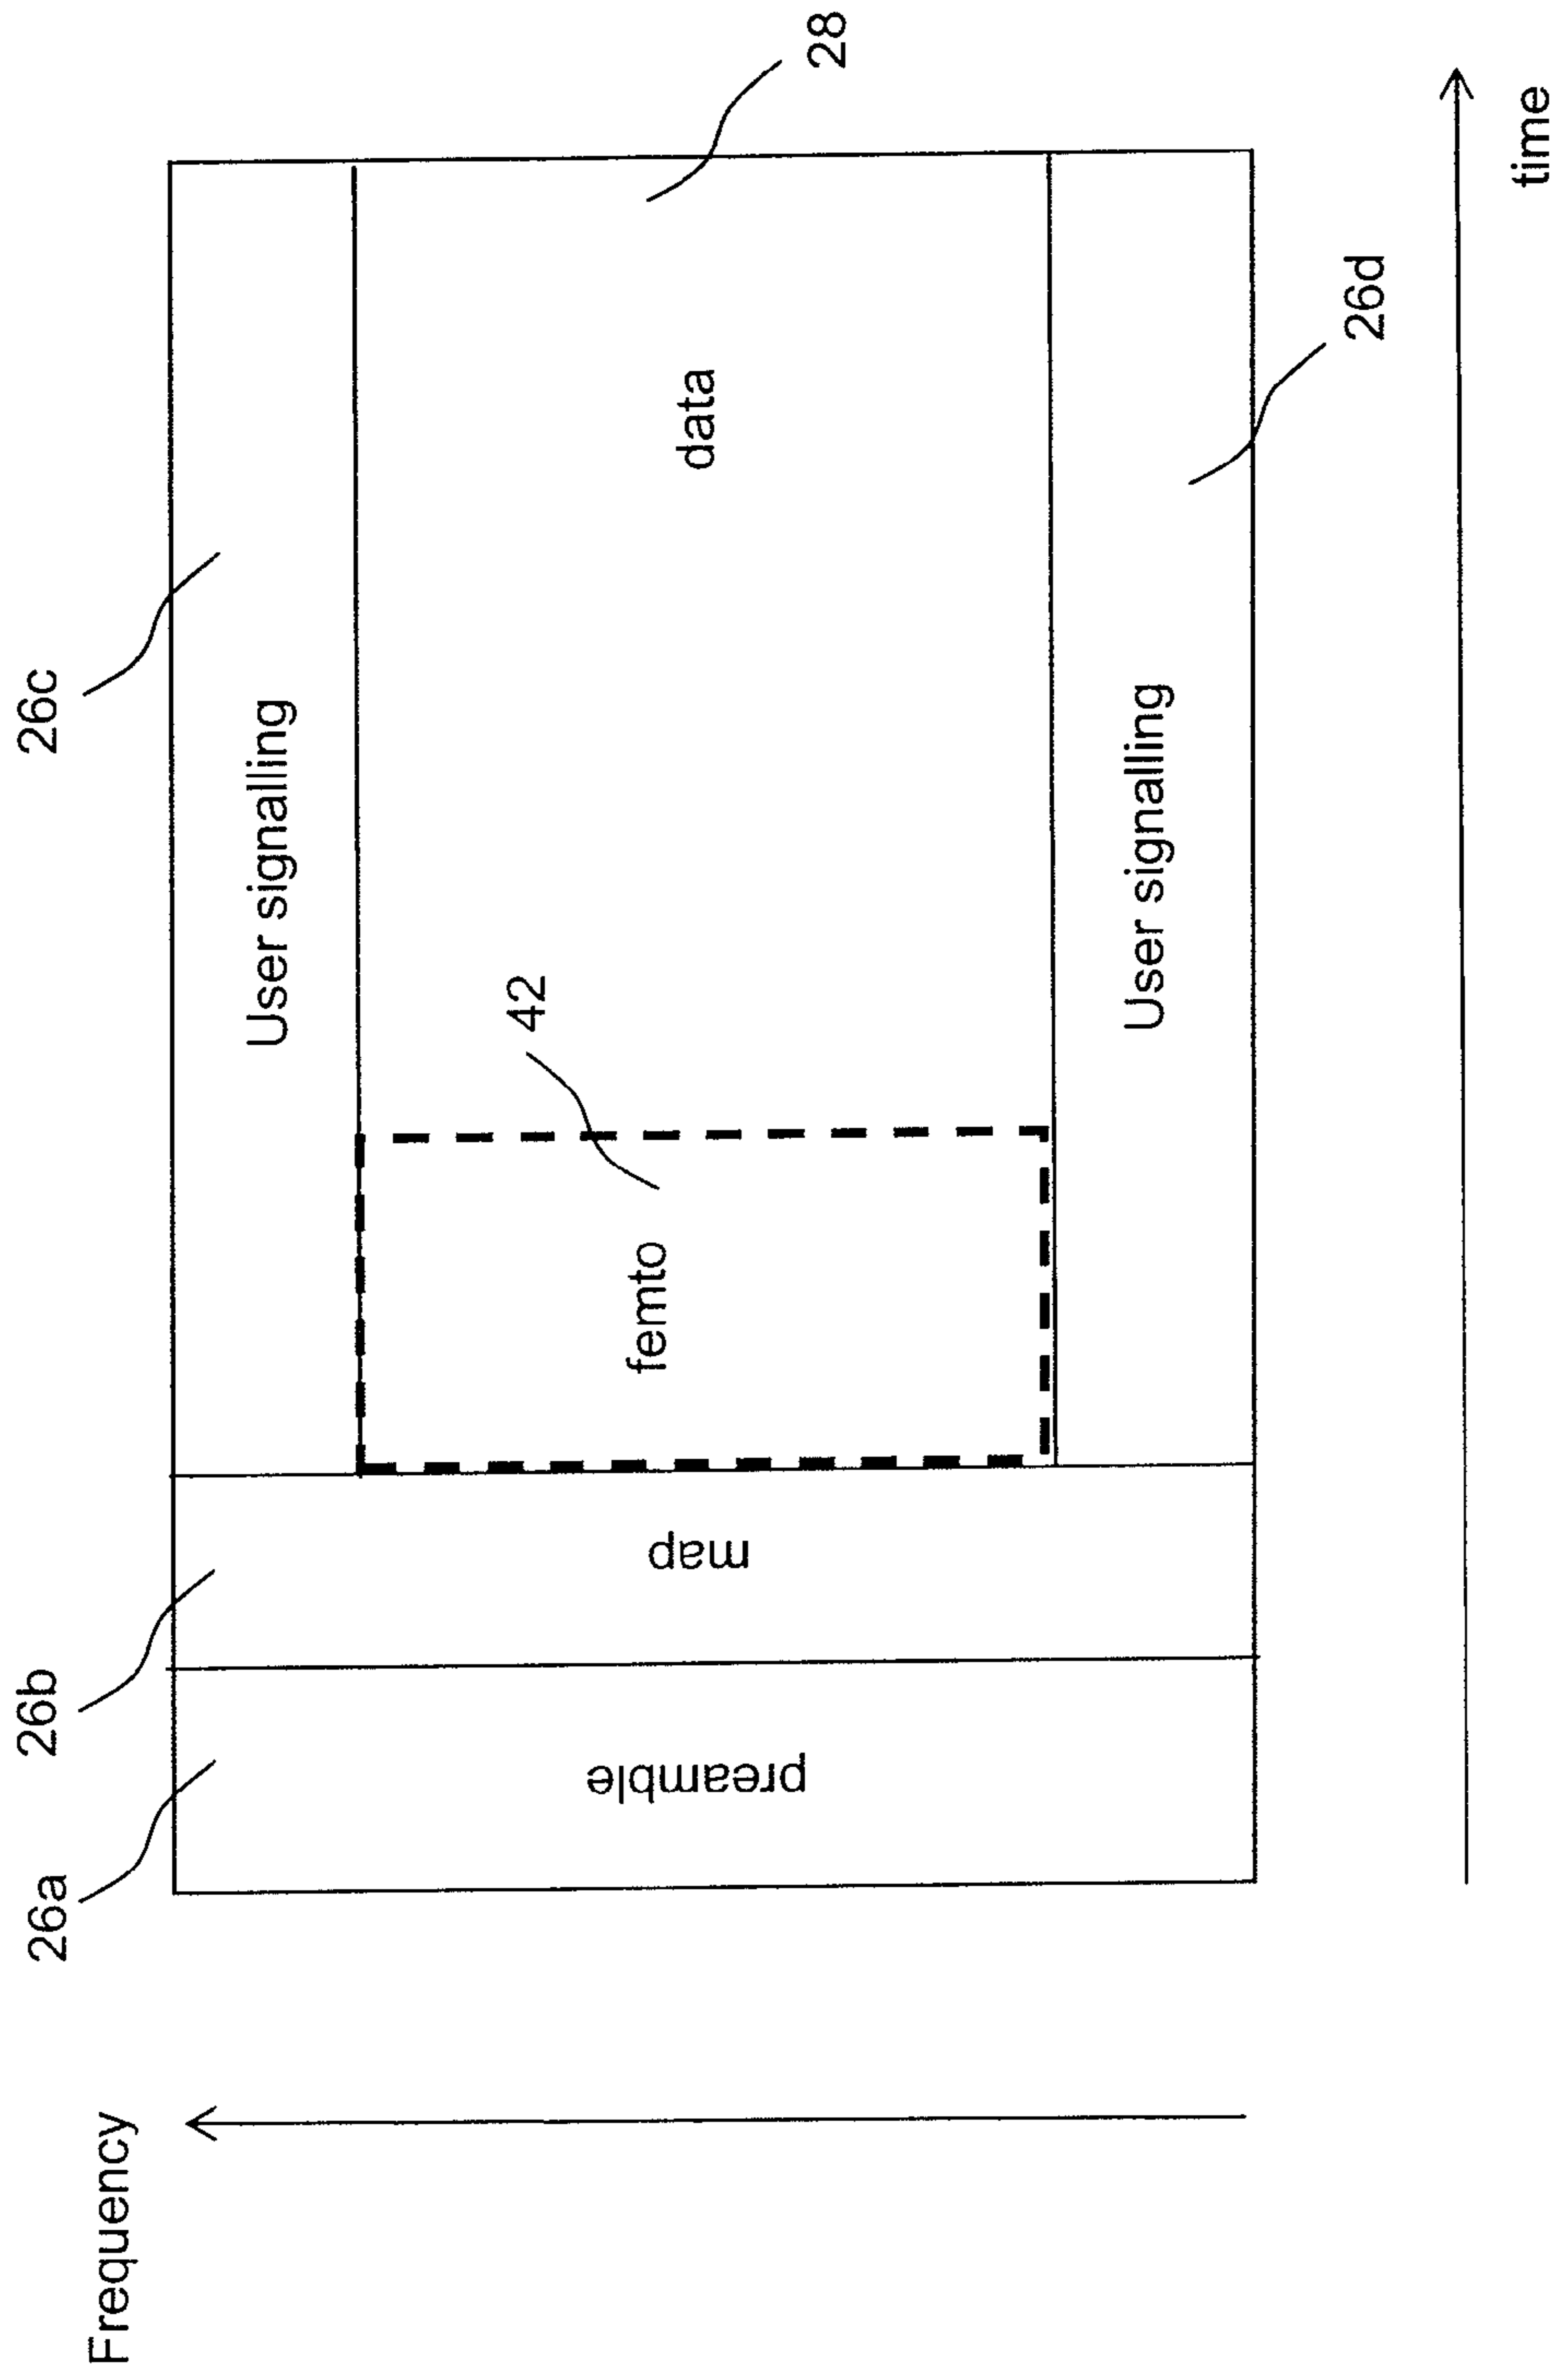 Frequency
26a
26b
26c
preamble
map
User signalling
42
femto
data
28
User signalling
26d
time